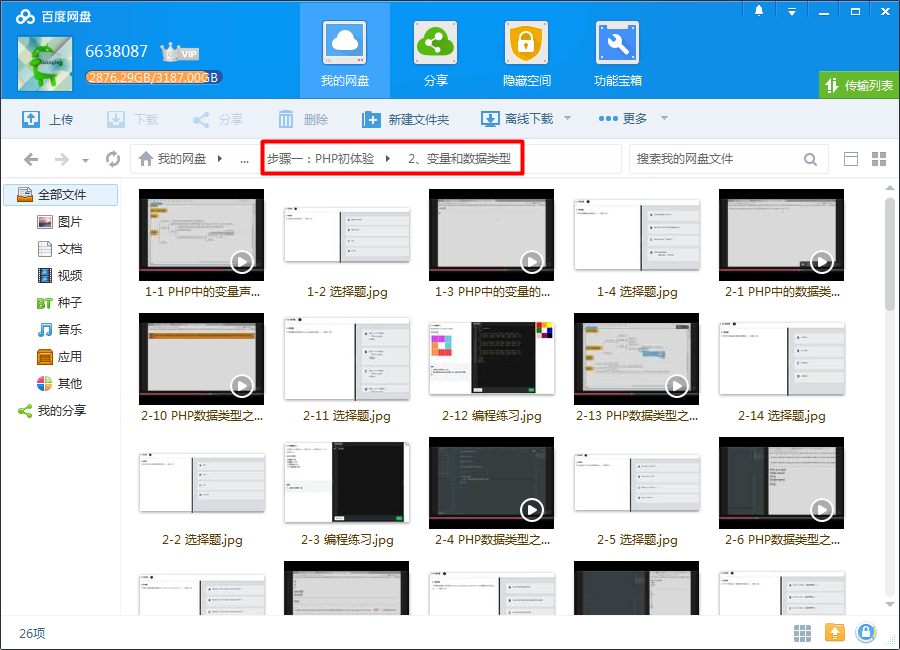 百度网盘
6638087
VIP
2876.29GB/3187.00GB
我的网盘
分享
隐藏空间
功能宝箱
传输列表
上传
下载
分享
删除
新建文件夹
离线下载
更多
我的网盘
...
步骤一：PHP初体验
2、变量和数据类型
搜索我的网盘文件
全部文件
图片
文档
视频
BT 种子
音乐
应用
其他
我的分享
1-1 PHP中的变量声...
1-2 选择题.jpg
1-3 PHP中的变量的...
1-4 选择题.jpg
2-1 PHP中的数据类...
2-10 PHP数据类型之...
2-11 选择题.jpg
2-12 编程练习.jpg
2-13 PHP数据类型之...
2-14 选择题.jpg
2-2 选择题.jpg
2-3 编程练习.jpg
2-4 PHP数据类型之...
2-5 选择题.jpg
2-6 PHP数据类型之...
26项